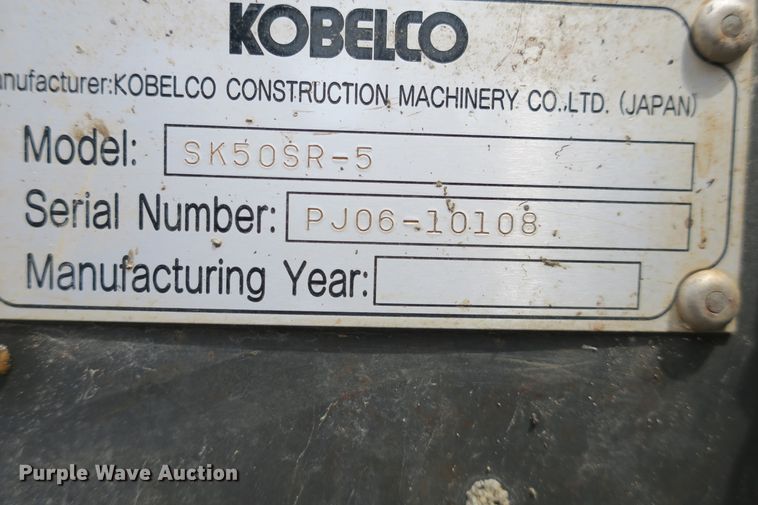 KOBELCO
anufacturer:KOBELCO CONSTRUCTION MACHINERY CO.,LTD. (JAPAN)
Model: SK50SR-5
Serial Number: PJ06-10108
Manufacturing Year:
Purple Wave Auction